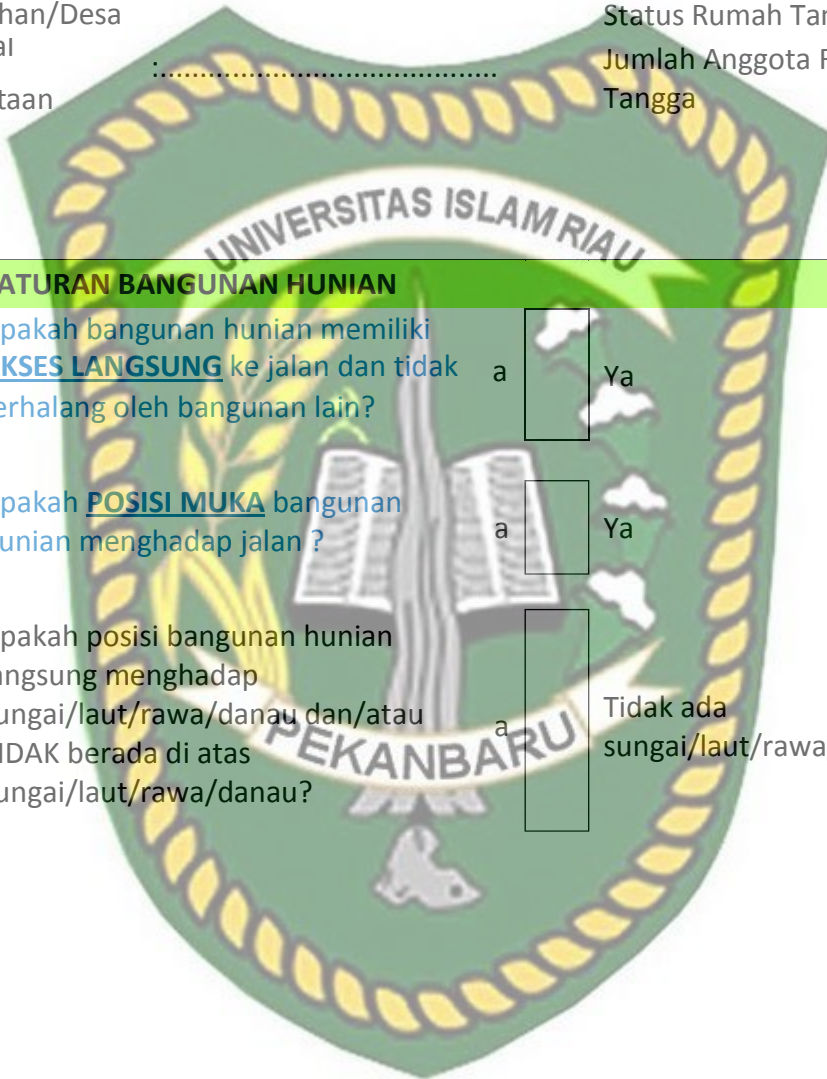 han/Desa
al
:..........................................
taan
Status Rumah Tan
Jumlah Anggota R
Tangga
UNIVERSITAS ISLAM RIAU
ATURAN BANGUNAN HUNIAN
pakah bangunan hunian memiliki
KSES LANGSUNG ke jalan dan tidak
erhalang oleh bangunan lain?
a
Ya
pakah POSISI MUKA bangunan
unian menghadap jalan ?
a
Ya
pakah posisi bangunan hunian
angsung menghadap
ungai/laut/rawa/danau dan/atau
IDAK berada di atas
ungai/laut/rawa/danau?
a
Tidak ada
sungai/laut/rawa
PEKANBARU